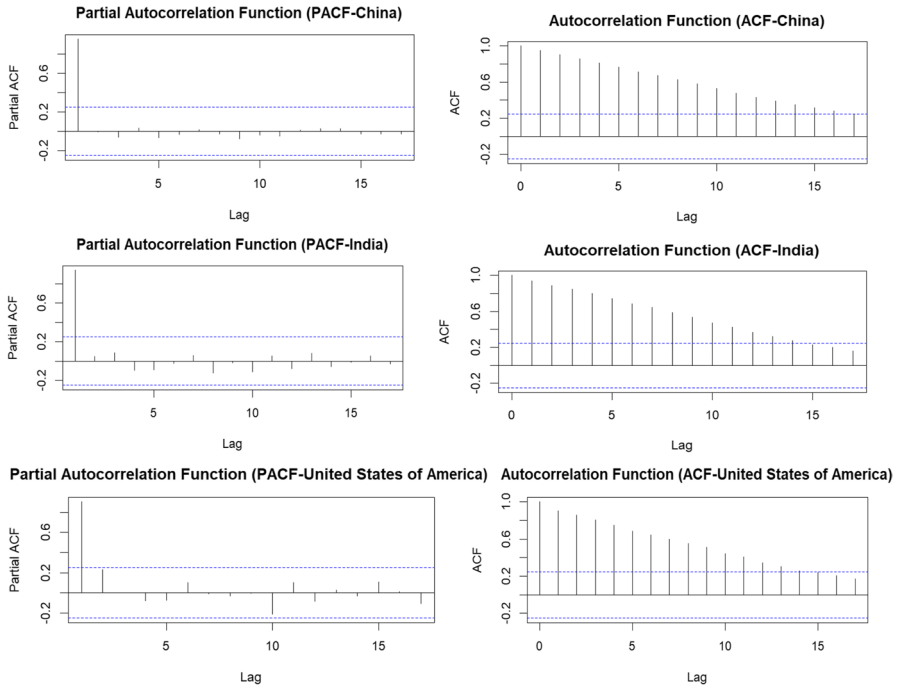 Partial Autocorrelation Function (PACF-China)
Partial ACF
0.6
0.2
-0.2
5 10 15
Lag
Autocorrelation Function (ACF-China)
ACF
1.0
0.6
0.2
-0.2
0 5 10 15
Lag
Partial Autocorrelation Function (PACF-India)
Partial ACF
0.6
0.2
-0.2
5 10 15
Lag
Autocorrelation Function (ACF-India)
ACF
1.0
0.6
0.2
-0.2
0 5 10 15
Lag
Partial Autocorrelation Function (PACF-United States of America)
Partial ACF
0.6
0.2
-0.2
5 10 15
Lag
Autocorrelation Function (ACF-United States of America)
ACF
1.0
0.6
0.2
-0.2
0 5 10 15
Lag